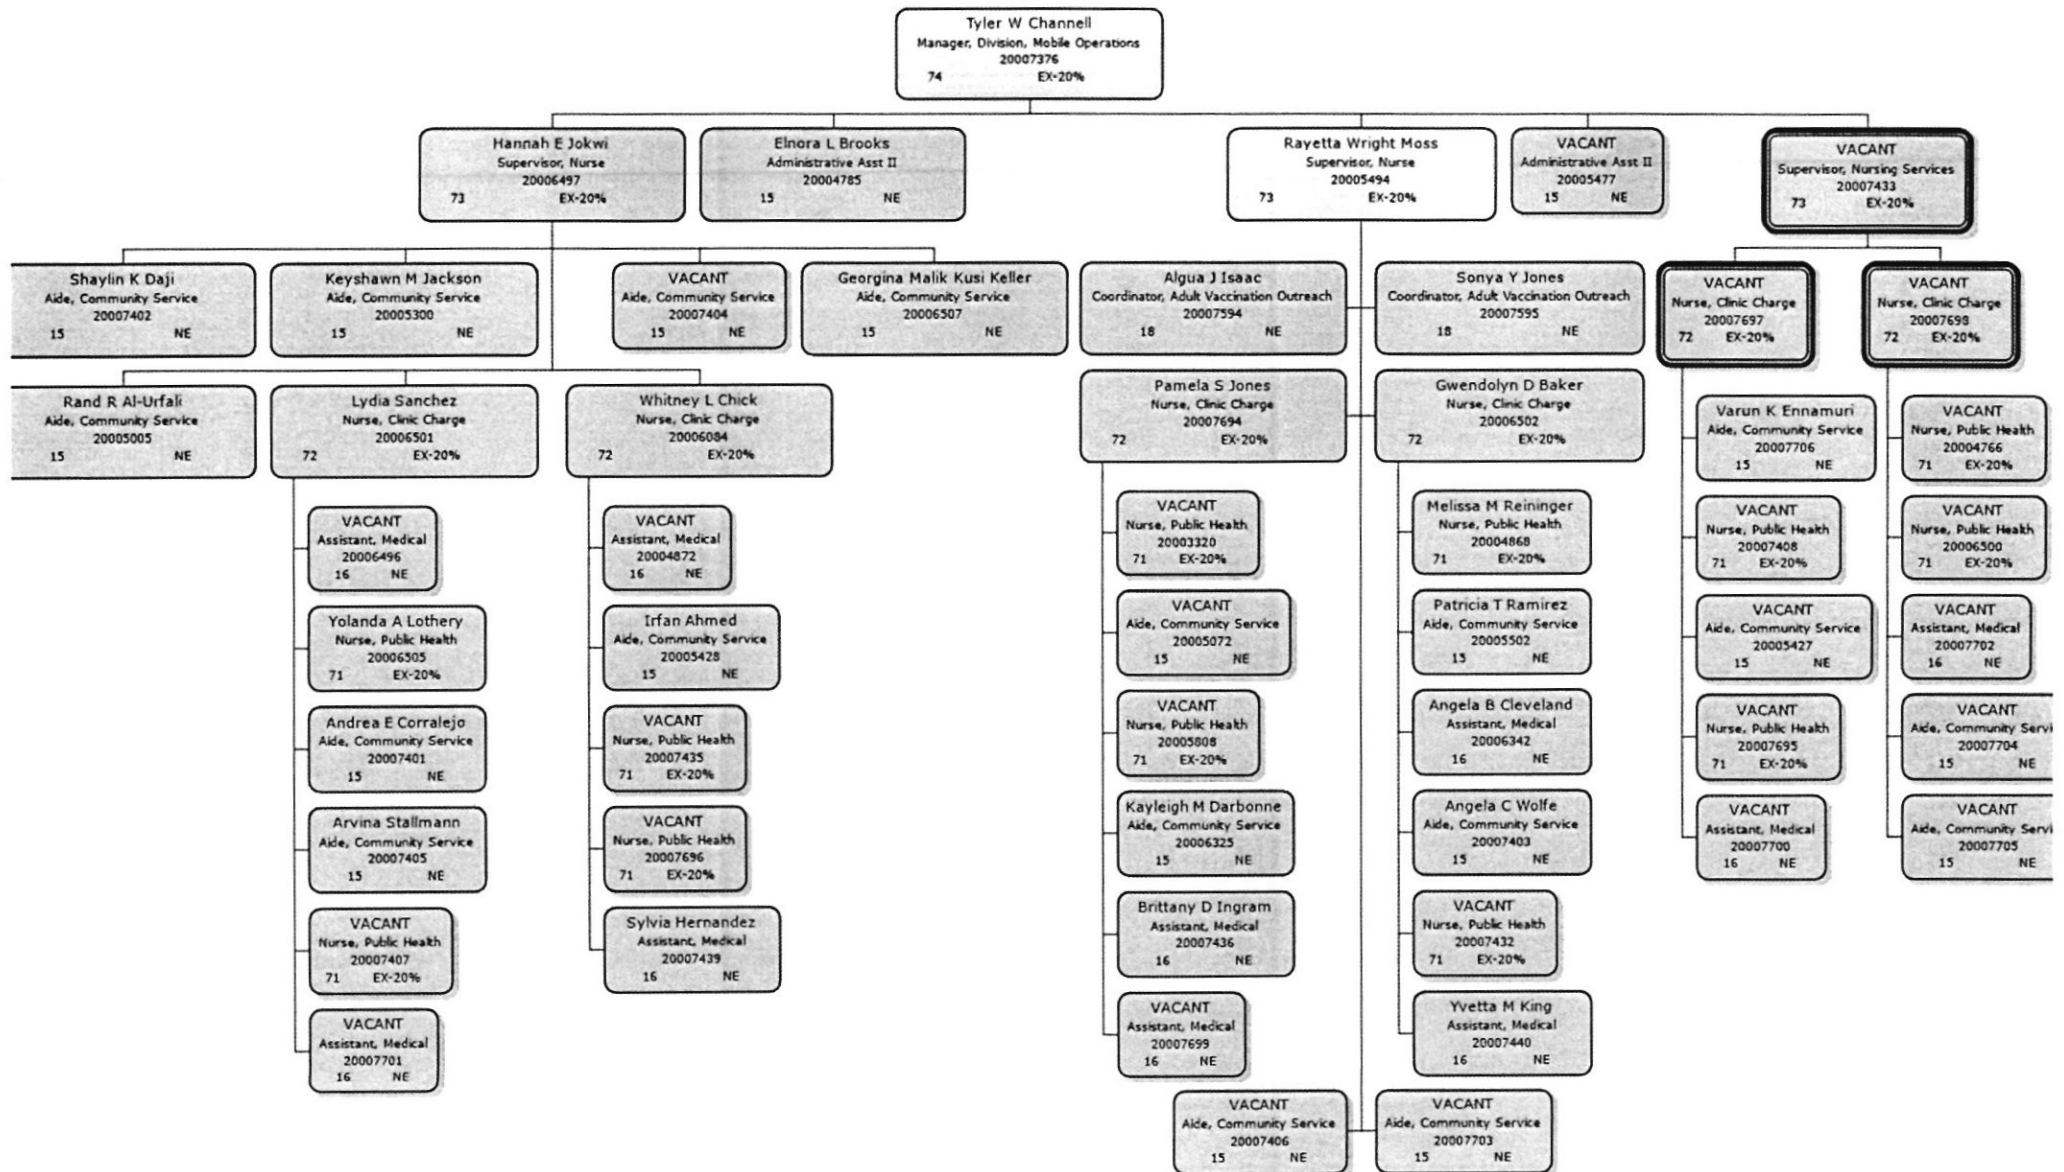 Tyler W Channell
Manager, Division, Mobile Operations
20007376
74 EX-20%
Hannah E Jokwi
Supervisor, Nurse
20006497
73 EX-20%
Elnora L Brooks
Administrative Asst II
20004785
15 NE
Rayetta Wright Moss
Supervisor, Nurse
20005494
73 EX-20%
VACANT
Administrative Asst II
20005477
15 NE
VACANT
Supervisor, Nursing Services
20007433
73 EX-20%
Shaylin K Daji
Aide, Community Service
20007402
15 NE
Keyshawn M Jackson
Aide, Community Service
20005300
15 NE
VACANT
Aide, Community Service
20007404
15 NE
Georgina Malik Kusi Keller
Aide, Community Service
20006507
15 NE
Algua J Isaac
Coordinator, Adult Vaccination Outreach
20007594
18 NE
Sonya Y Jones
Coordinator, Adult Vaccination Outreach
20007595
18 NE
VACANT
Nurse, Clinic Charge
20007697
72 EX-20%
VACANT
Nurse, Clinic Charge
20007698
72 EX-20%
Rand R Al-Urfali
Aide, Community Service
20005005
15 NE
Lydia Sanchez
Nurse, Clinic Charge
20006501
72 EX-20%
Whitney L Chick
Nurse, Clinic Charge
20006084
72 EX-20%
Pamela S Jones
Nurse, Clinic Charge
20007694
72 EX-20%
Gwendolyn D Baker
Nurse, Clinic Charge
20006502
72 EX-20%
VACANT
Assistant, Medical
20006496
16 NE
Yolanda A Lothery
Nurse, Public Health
20006505
71 EX-20%
Andrea E Corralejo
Aide, Community Service
20007401
15 NE
Arvina Stallmann
Aide, Community Service
20007405
15 NE
VACANT
Nurse, Public Health
20007407
71 EX-20%
VACANT
Assistant, Medical
20007701
16 NE
VACANT
Assistant, Medical
20004872
16 NE
Irfan Ahmed
Aide, Community Service
20005428
15 NE
VACANT
Nurse, Public Health
20007435
71 EX-20%
VACANT
Nurse, Public Health
20007696
71 EX-20%
Sylvia Hernandez
Assistant, Medical
20007439
16 NE
VACANT
Nurse, Public Health
20003320
71 EX-20%
VACANT
Aide, Community Service
20005072
15 NE
VACANT
Nurse, Public Health
20005808
71 EX-20%
Kayleigh M Darbonne
Aide, Community Service
20006325
15 NE
Brittany D Ingram
Assistant, Medical
20007436
16 NE
VACANT
Assistant, Medical
20007699
16 NE
Melissa M Reininger
Nurse, Public Health
20004868
71 EX-20%
Patricia T Ramirez
Aide, Community Service
20005502
15 NE
Angela B Cleveland
Assistant, Medical
20006342
16 NE
Angela C Wolfe
Aide, Community Service
20007403
15 NE
VACANT
Nurse, Public Health
20007432
71 EX-20%
Yvetta M King
Assistant, Medical
20007440
16 NE
VACANT
Aide, Community Service
20007406
15 NE
VACANT
Aide, Community Service
20007703
15 NE
Varun K Ennamuri
Aide, Community Service
20007706
15 NE
VACANT
Nurse, Public Health
20007408
71 EX-20%
VACANT
Aide, Community Service
20005427
15 NE
VACANT
Nurse, Public Health
20007695
71 EX-20%
VACANT
Assistant, Medical
20007700
16 NE
VACANT
Nurse, Public Health
20004766
71 EX-20%
VACANT
Nurse, Public Health
20006500
71 EX-20%
VACANT
Assistant, Medical
20007702
16 NE
VACANT
Aide, Community Servi
20007704
15 NE
VACANT
Aide, Community Servi
20007705
15 NE